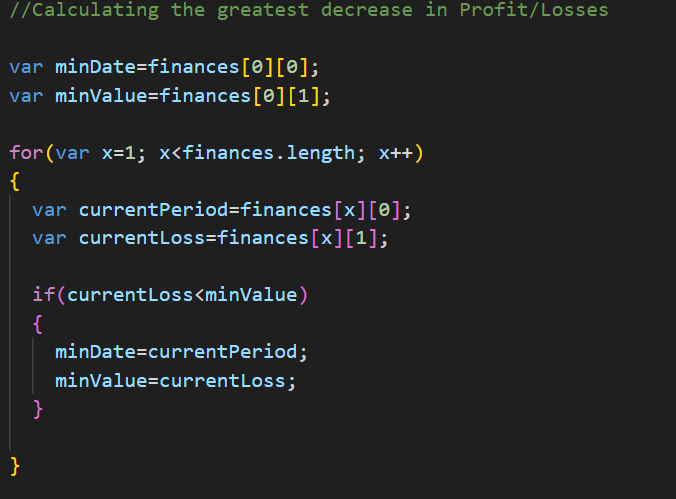 //Calculating the greatest decrease in Profit/Losses
var minDate=finances[0][0];
var minValue=finances[0][1];
for(var x=1; x<finances.length; x++)
{
var currentPeriod=finances[x][0];
var currentLoss=finances[x][1];
if(currentLoss<minValue)
{
minDate=currentPeriod;
minValue=currentLoss;
}
}